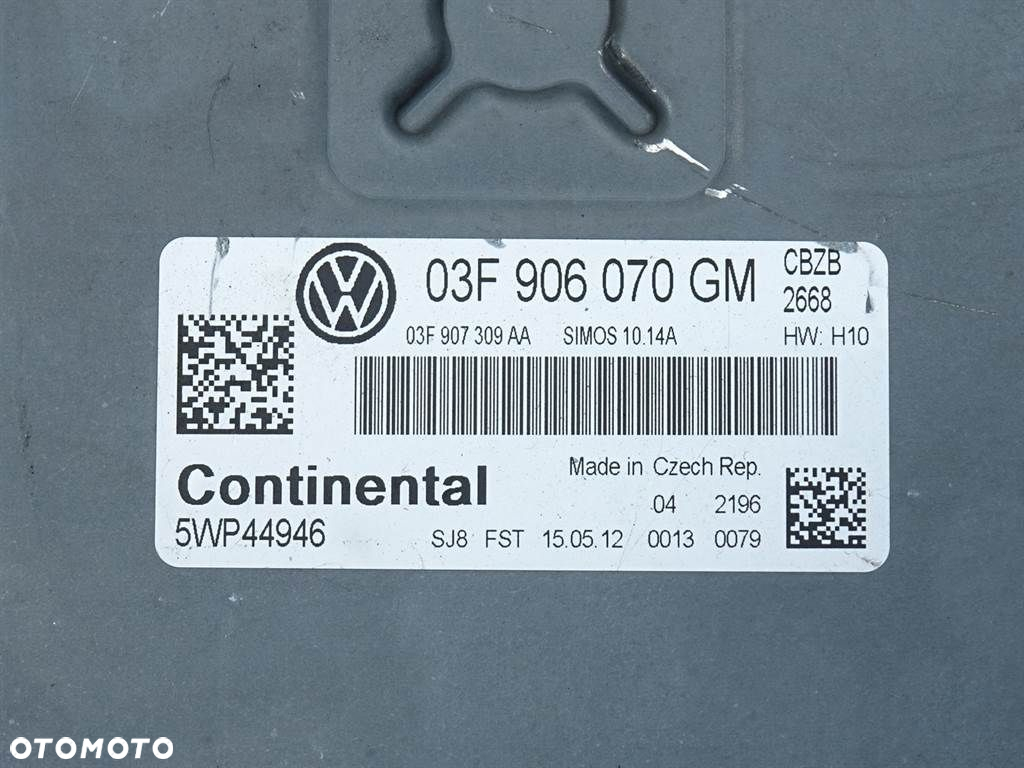 03F 906 070 GM
CBZB
2668
03F 907 309 AA SIMOS 10.14A HW: H10
Continental
Made in Czech Rep.
04 2196
5WP44946
SJ8 FST 15.05.12 0013 0079
OTOMOTO